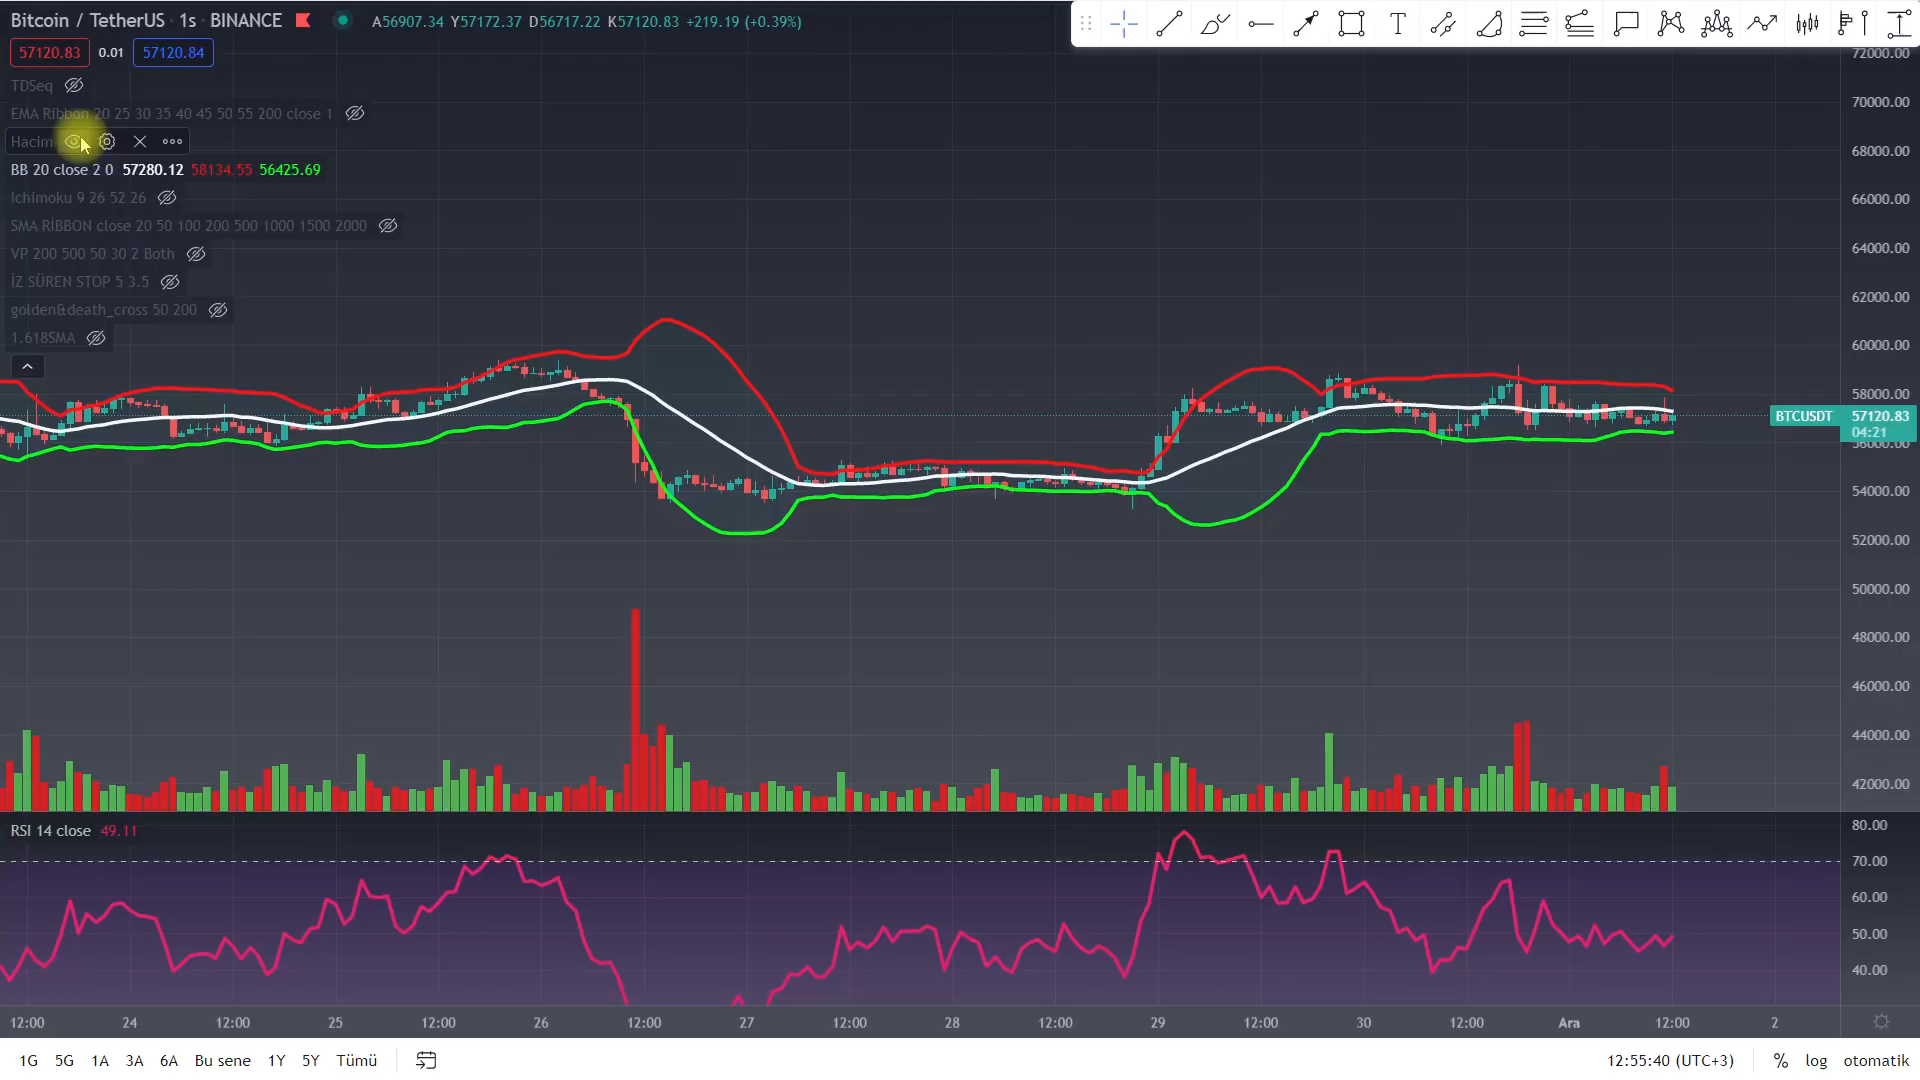 Bitcoin / TetherUS · 1s · BINANCE A56907.34 Y57172.37 D56717.22 K57120.83 +219.19 (+0.39%)
57120.83 0.01 57120.84
TDSeq
EMA Ribbon 20 25 30 35 40 45 50 55 200 close 1
Hacim
BB 20 close 2 0 57280.12 58134.55 56425.69
Ichimoku 9 26 52 26
SMA RİBBON close 20 50 100 200 500 1000 1500 2000
VP 200 500 50 30 2 Both
İZ SÜREN STOP 5 3.5
golden&death_cross 50 200
1.618SMA
72000.00
70000.00
68000.00
66000.00
64000.00
62000.00
60000.00
58000.00
BTCUSDT 57120.83
04:21
56000.00
54000.00
52000.00
50000.00
48000.00
46000.00
44000.00
42000.00
RSI 14 close 49.11
80.00
70.00
60.00
50.00
40.00
12:00 24 12:00 25 12:00 26 12:00 27 12:00 28 12:00 29 12:00 30 12:00 Ara 12:00 2
1G 5G 1A 3A 6A Bu sene 1Y 5Y Tümü 12:55:40 (UTC+3) % log otomatik